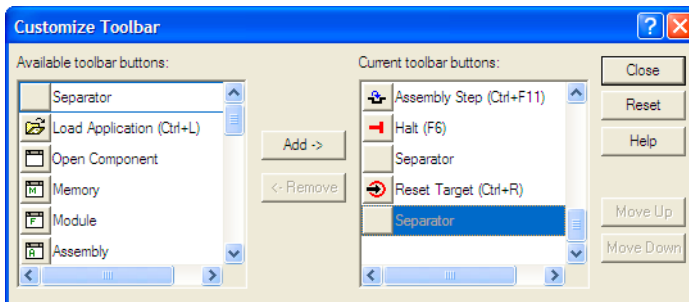 Customize Toolbar
Available toolbar buttons:
Separator
Load Application (Ctrl+L)
Open Component
M Memory
F Module
A Assembly
Add ->
<- Remove
Current toolbar buttons:
Assembly Step (Ctrl+F11)
Halt (F6)
Separator
Reset Target (Ctrl+R)
Separator
Close
Reset
Help
Move Up
Move Down